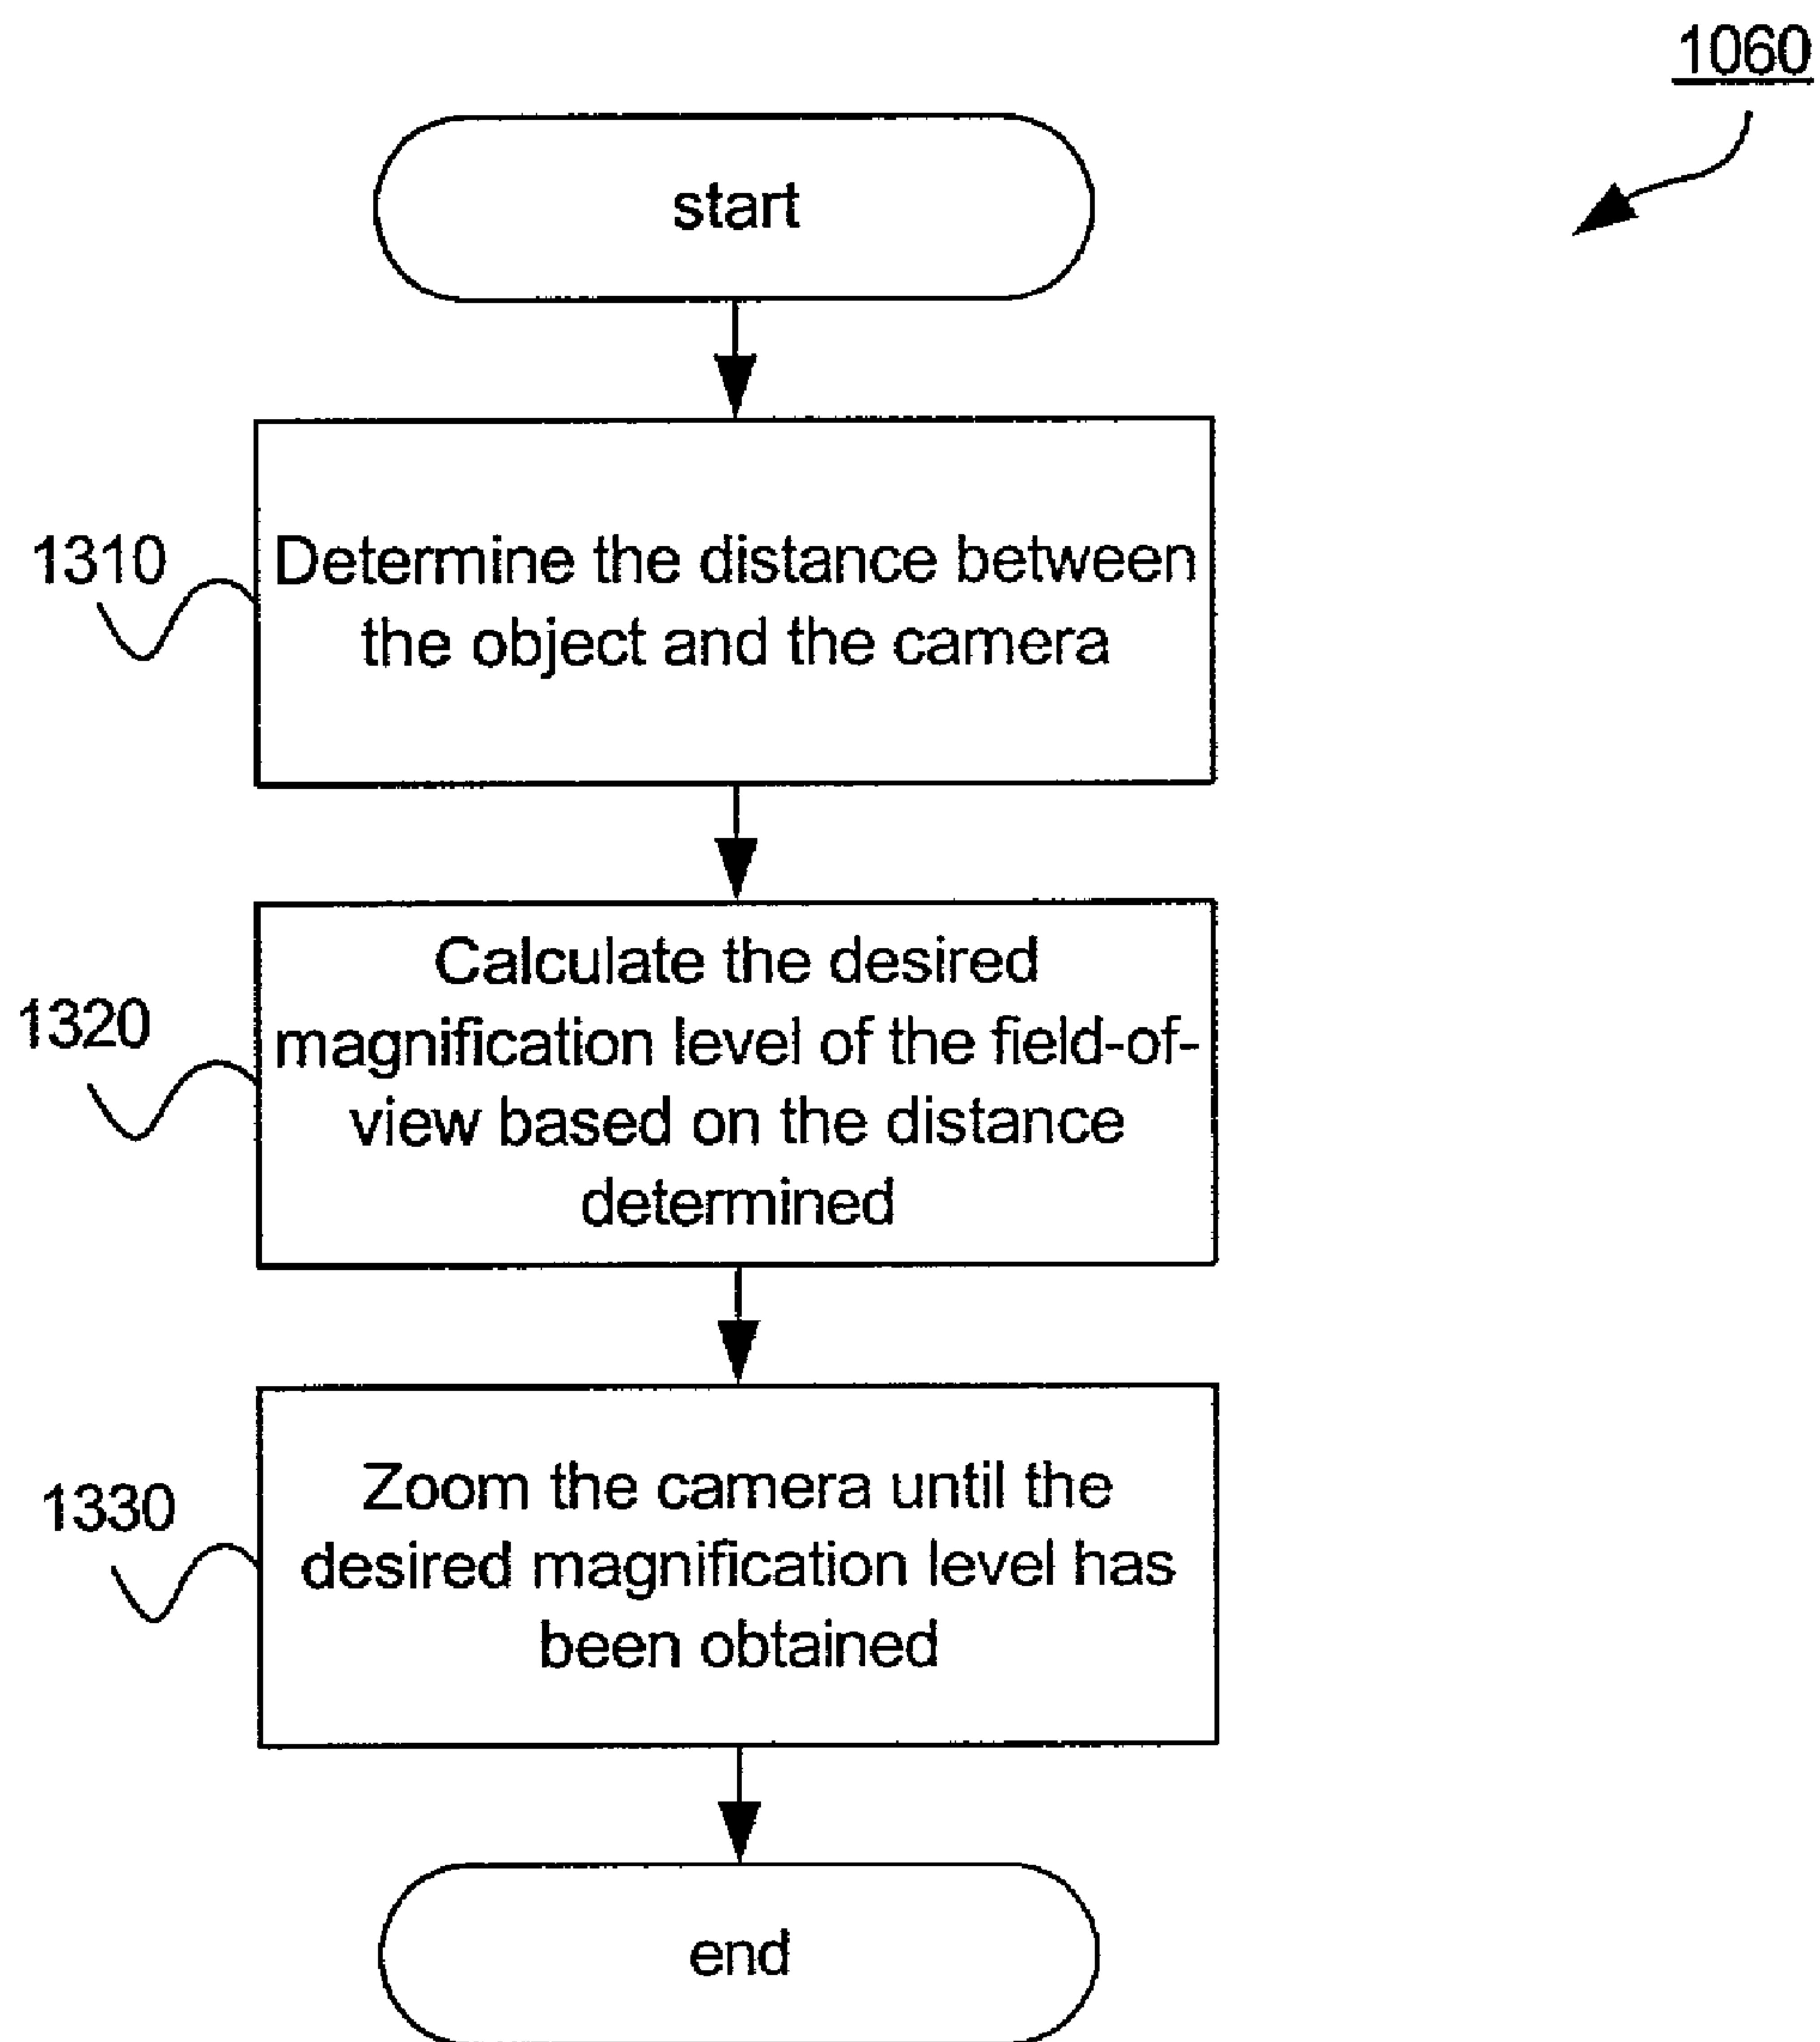 1060
start
1310
Determine the distance between
the object and the camera
1320
Calculate the desired
magnification level of the field-of-
view based on the distance
determined
1330
Zoom the camera until the
desired magnification level has
been obtained
end